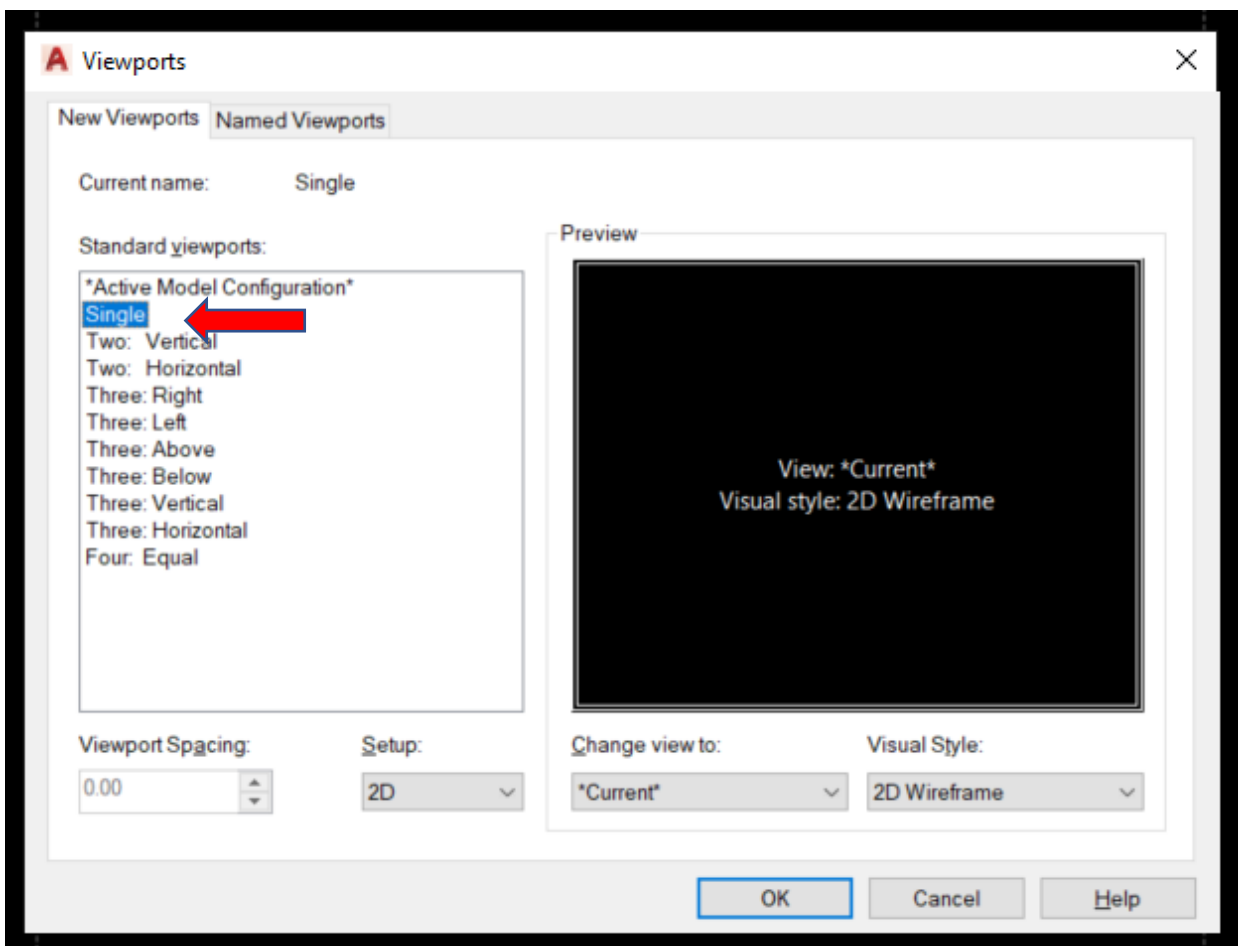 Viewports
New Viewports Named Viewports
Current name: Single
Standard viewports:
*Active Model Configuration*
Single
Two: Vertical
Two: Horizontal
Three: Right
Three: Left
Three: Above
Three: Below
Three: Vertical
Three: Horizontal
Four: Equal
Preview
View: *Current*
Visual style: 2D Wireframe
Viewport Spacing: Setup:
0.00 2D
Change view to: Visual Style:
*Current* 2D Wireframe
OK Cancel Help